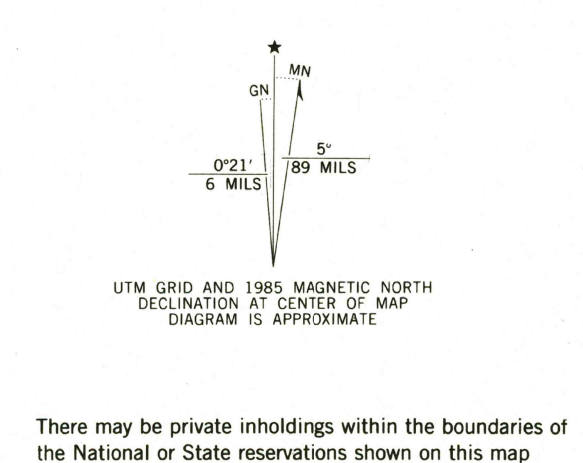 ★
MN
GN
5°
89 MILS
0°21'
6 MILS
UTM GRID AND 1985 MAGNETIC NORTH
DECLINATION AT CENTER OF MAP
DIAGRAM IS APPROXIMATE
There may be private inholdings within the boundaries of
the National or State reservations shown on this map